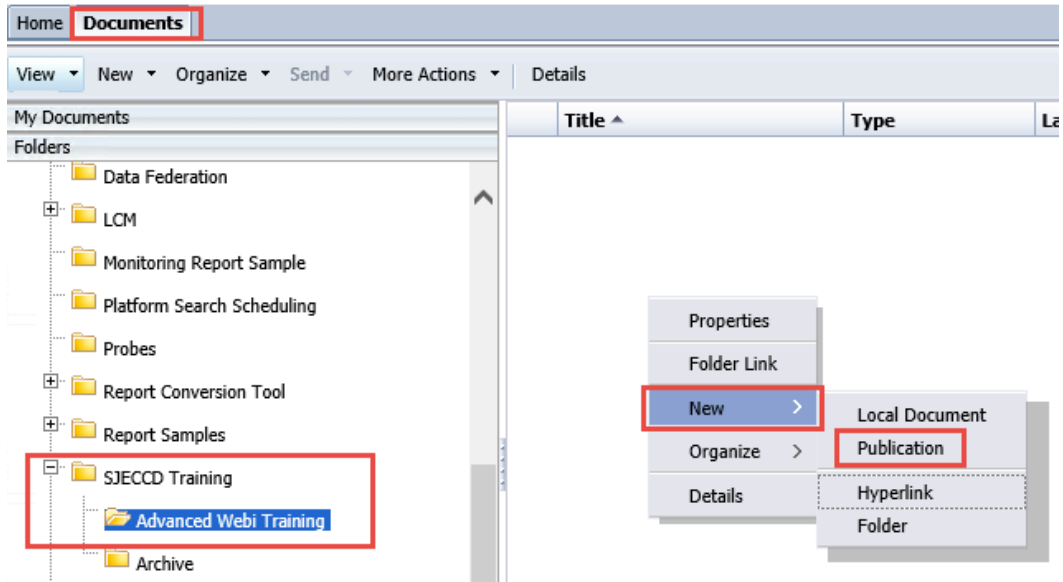 Home Documents
View New Organize Send More Actions Details
My Documents
Folders
Data Federation
LCM
Monitoring Report Sample
Platform Search Scheduling
Probes
Report Conversion Tool
Report Samples
SJECCD Training
Advanced Webi Training
Archive
Title Type La
Properties
Folder Link
New
Organize
Details
Local Document
Publication
Hyperlink
Folder